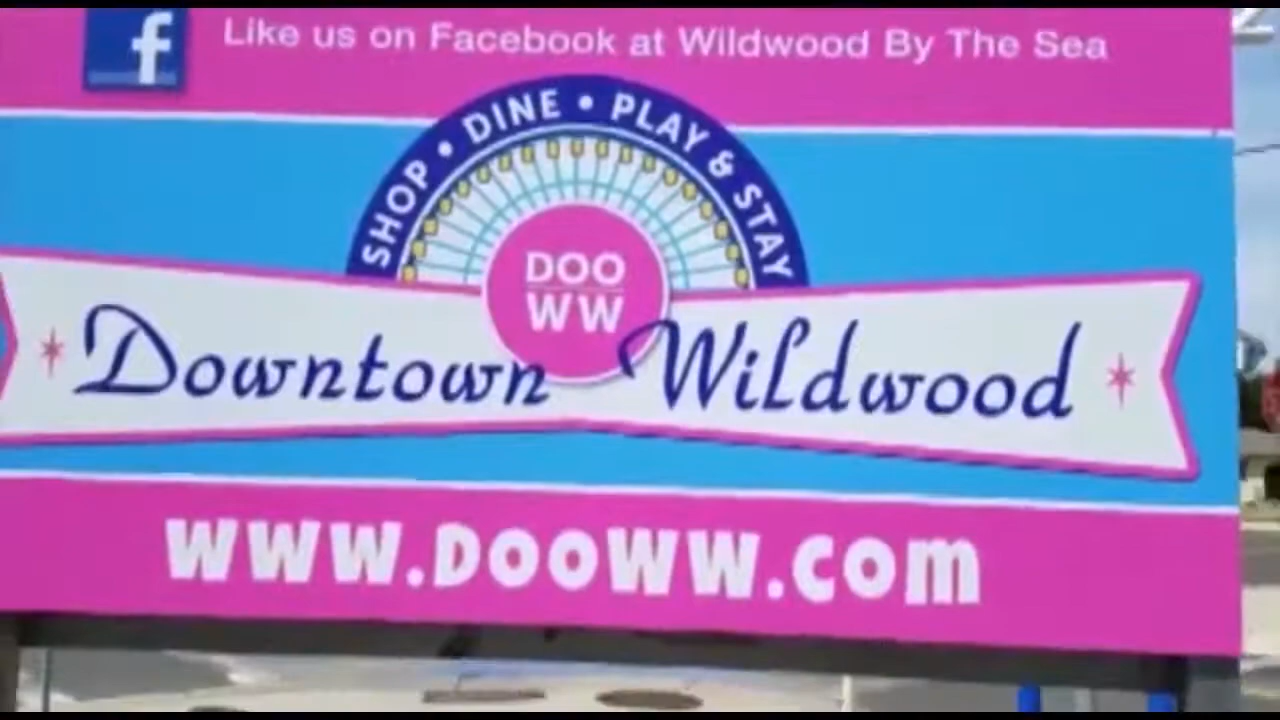 f Like us on Facebook at Wildwood By The Sea
SHOP • DINE • PLAY & STAY
DOO
WW
Downtown Wildwood
www.DOOWW.com